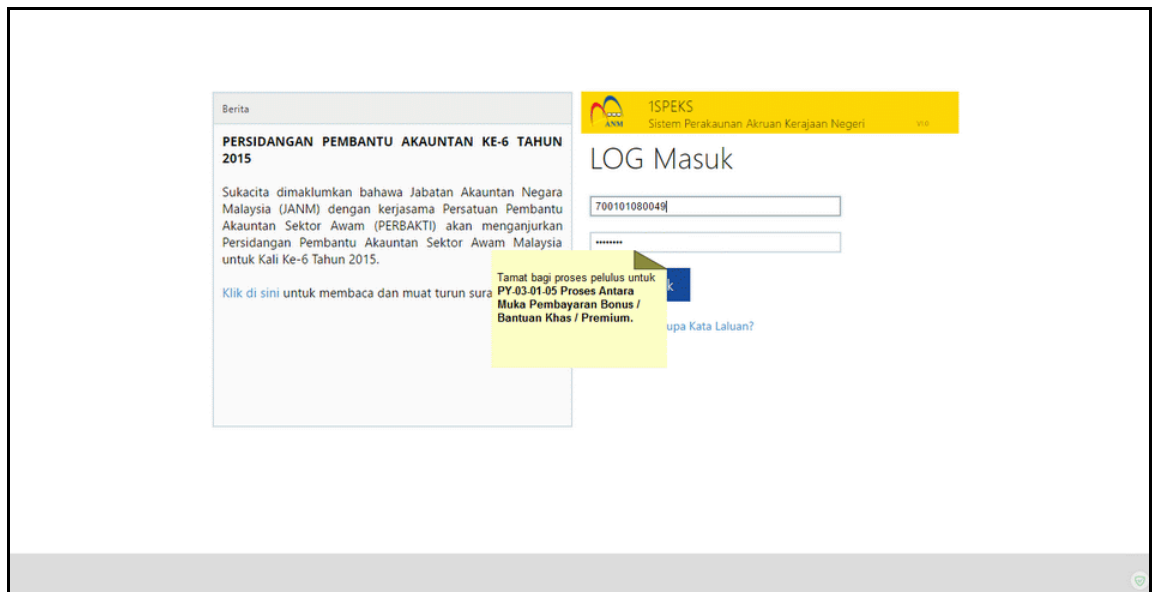 Berita
PERSIDANGAN PEMBANTU AKAUNTAN KE-6 TAHUN
2015
Sukacita dimaklumkan bahawa Jabatan Akauntan Negara
Malaysia (JANM) dengan kerjasama Persatuan Pembantu
Akauntan Sektor Awam (PERBAKTI) akan menganjurkan
Persidangan Pembantu Akauntan Sektor Awam Malaysia
untuk Kali Ke-6 Tahun 2015.
Klik di sini untuk membaca dan muat turun sura
ANM
1SPEKS
Sistem Perakaunan Akruan Kerajaan Negeri
V10
LOG Masuk
700101080049
Tamat bagi proses pelulus untuk
PY-03-01-05 Proses Antara
Muka Pembayaran Bonus /
Bantuan Khas / Premium.
k
upa Kata Laluan?